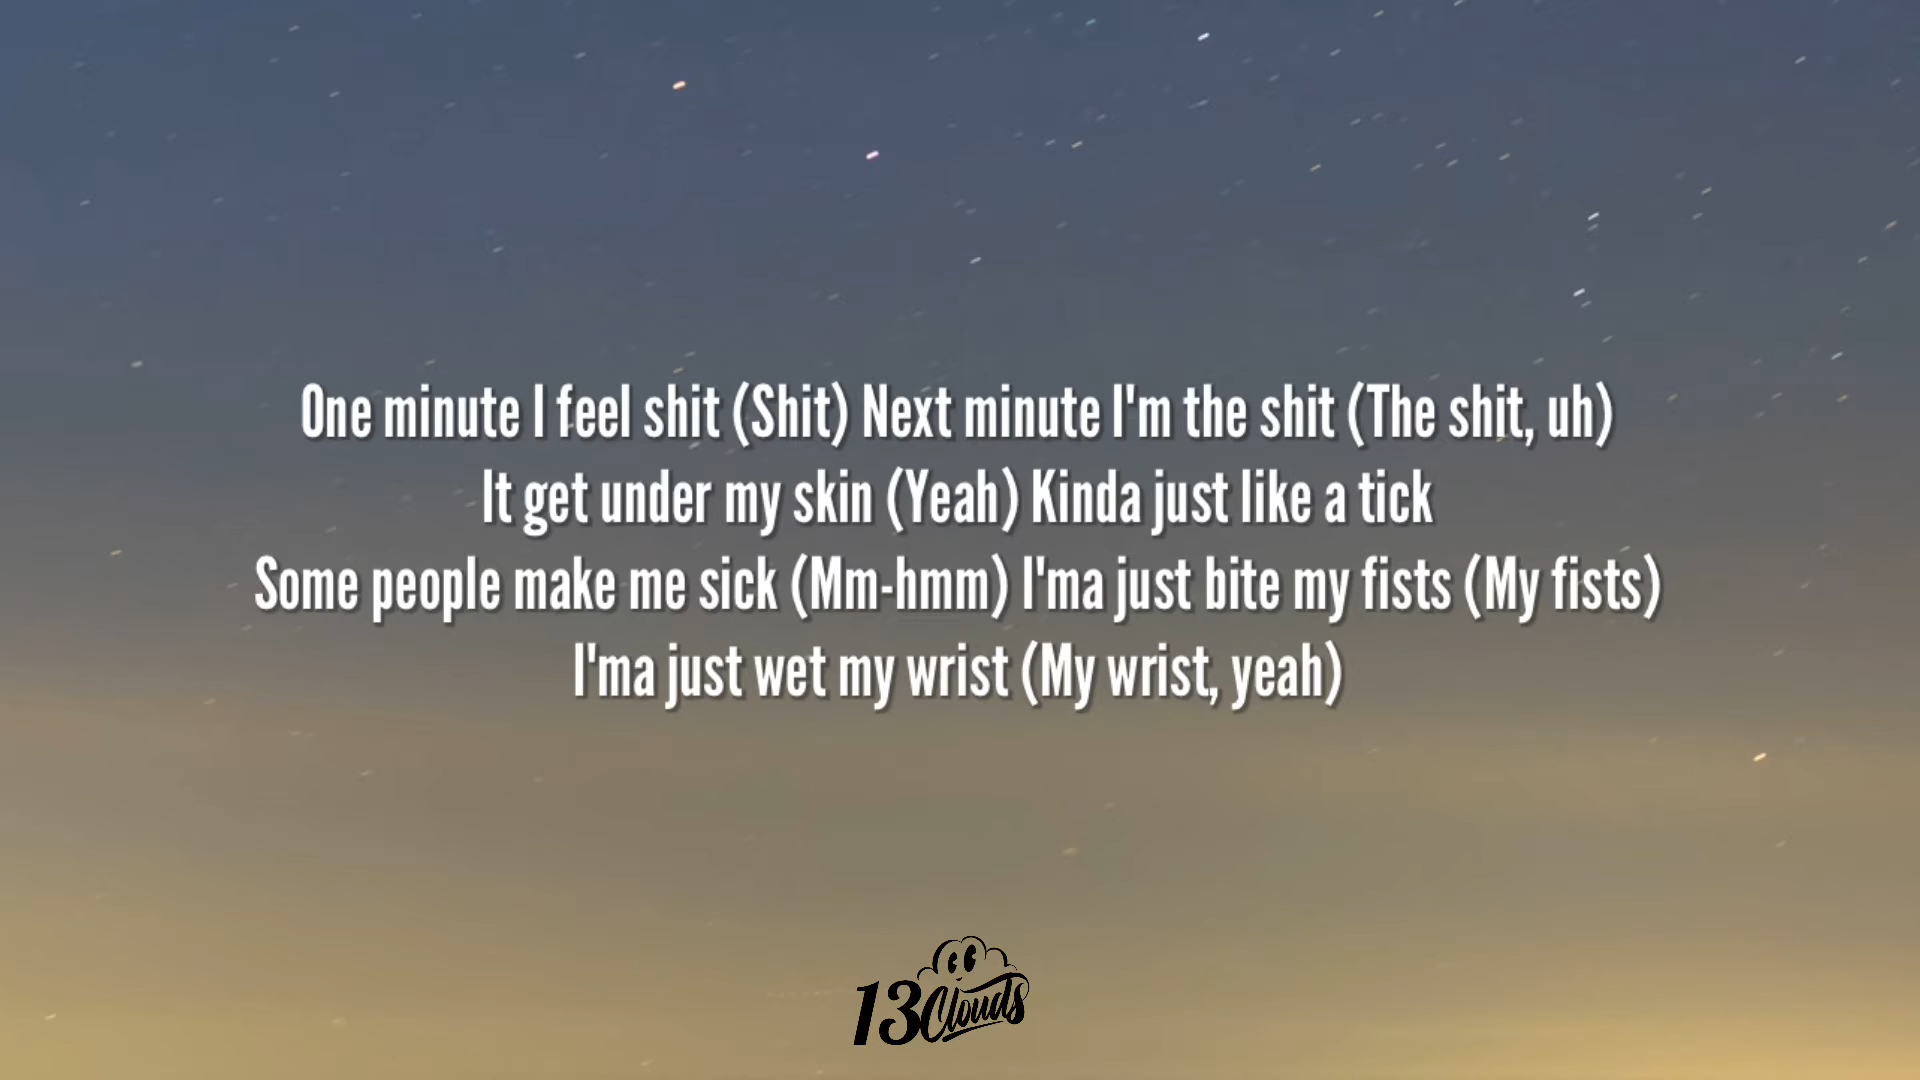 One minute I feel shit (Shit) Next minute I'm the shit (The shit, uh)
It get under my skin (Yeah) Kinda just like a tick
Some people make me sick (Mm-hmm) I'ma just bite my fists (My fists)
I'ma just wet my wrist (My wrist, yeah)
13Clouds